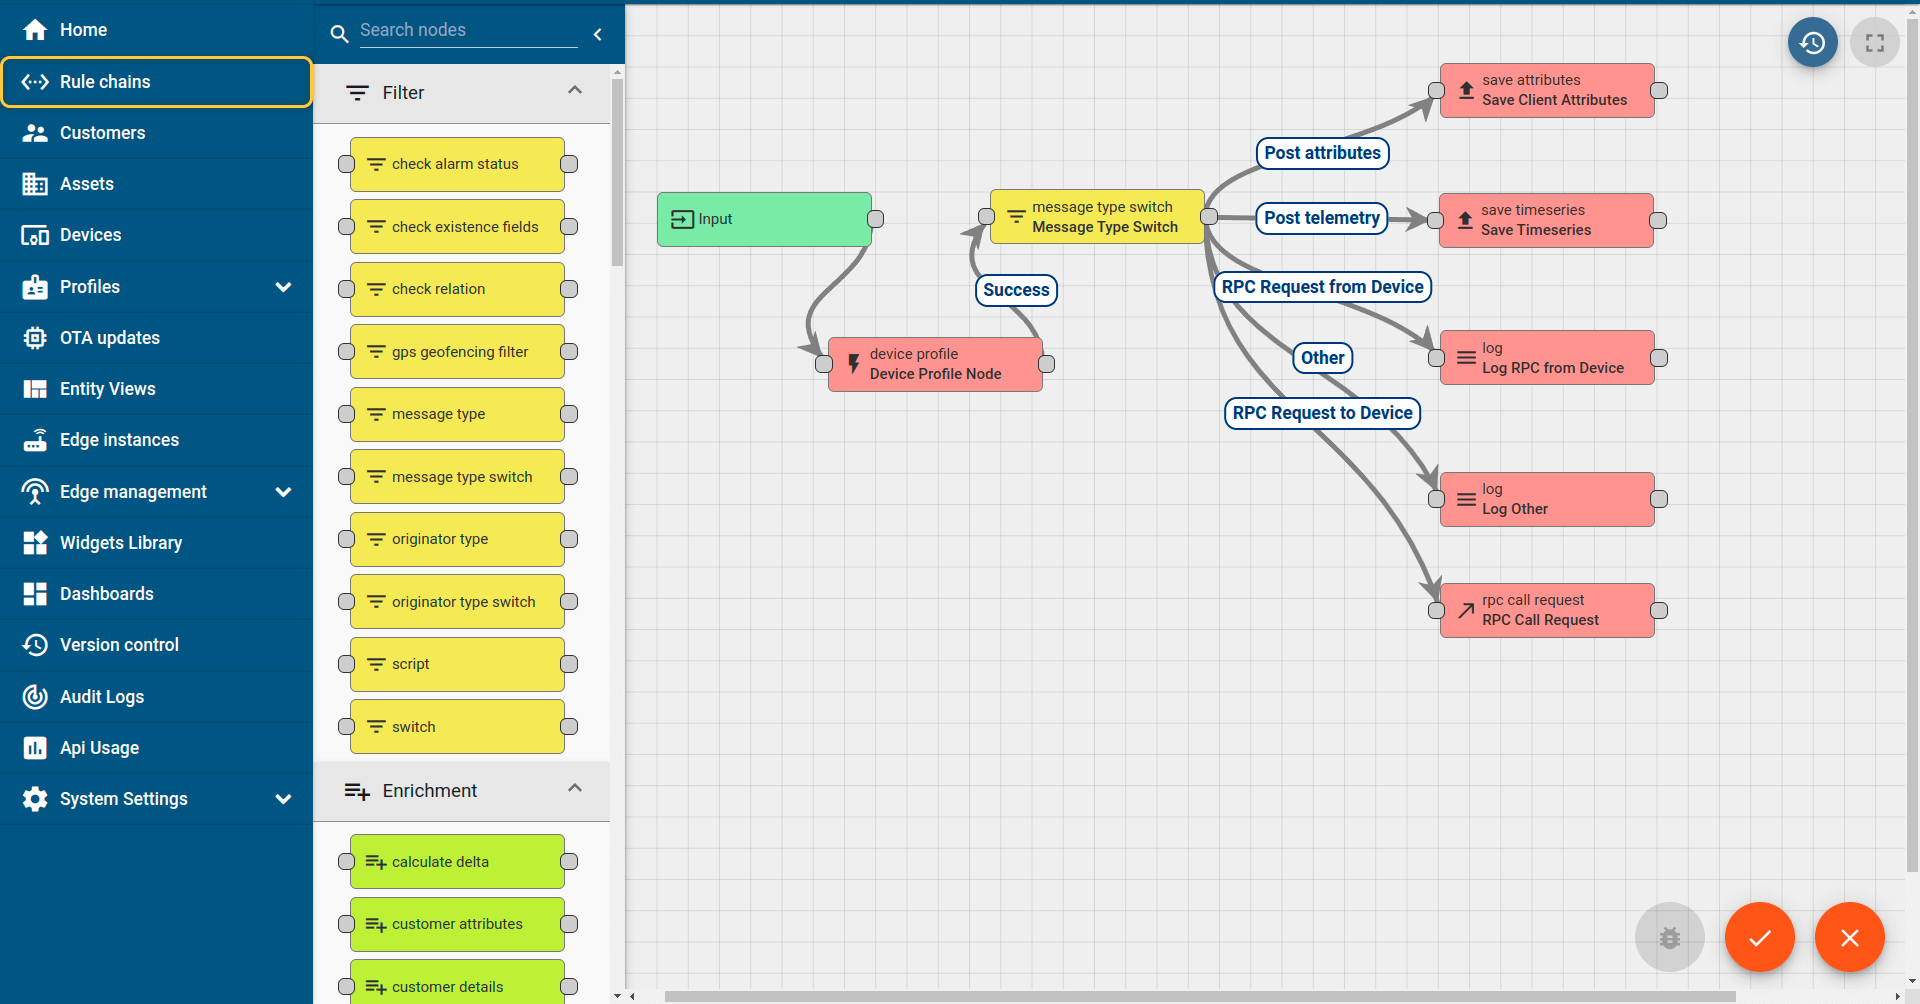 Home
Rule chains
Customers
Assets
Devices
Profiles
OTA updates
Entity Views
Edge instances
Edge management
Widgets Library
Dashboards
Version control
Audit Logs
Api Usage
System Settings
Search nodes
Filter
check alarm status
check existence fields
check relation
gps geofencing filter
message type
message type switch
originator type
originator type switch
script
switch
Enrichment
calculate delta
customer attributes
customer details
Input
device profile
Device Profile Node
Success
message type switch
Message Type Switch
Post attributes
Post telemetry
RPC Request from Device
Other
RPC Request to Device
save attributes
Save Client Attributes
save timeseries
Save Timeseries
log
Log RPC from Device
log
Log Other
rpc call request
RPC Call Request